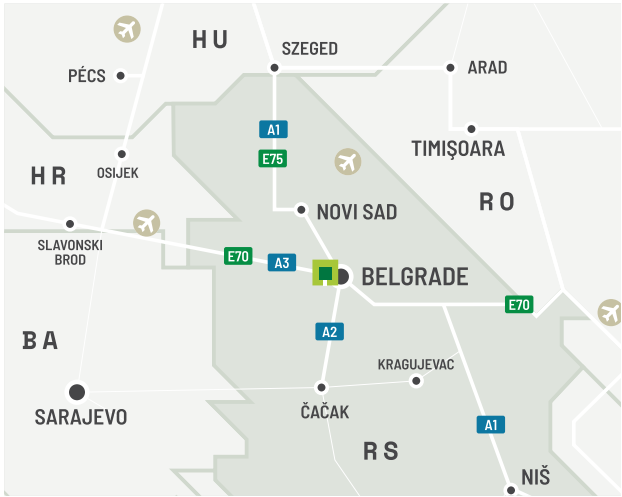 HU
SZEGED
PÉCS
ARAD
A1
TIMIŞOARA
E75
OSIJEK
HR
RO
NOVI SAD
SLAVONSKI
BROD
E70
A3
BELGRADE
E70
A2
BA
KRAGUJEVAC
SARAJEVO
ČAČAK
A1
RS
NIŠ